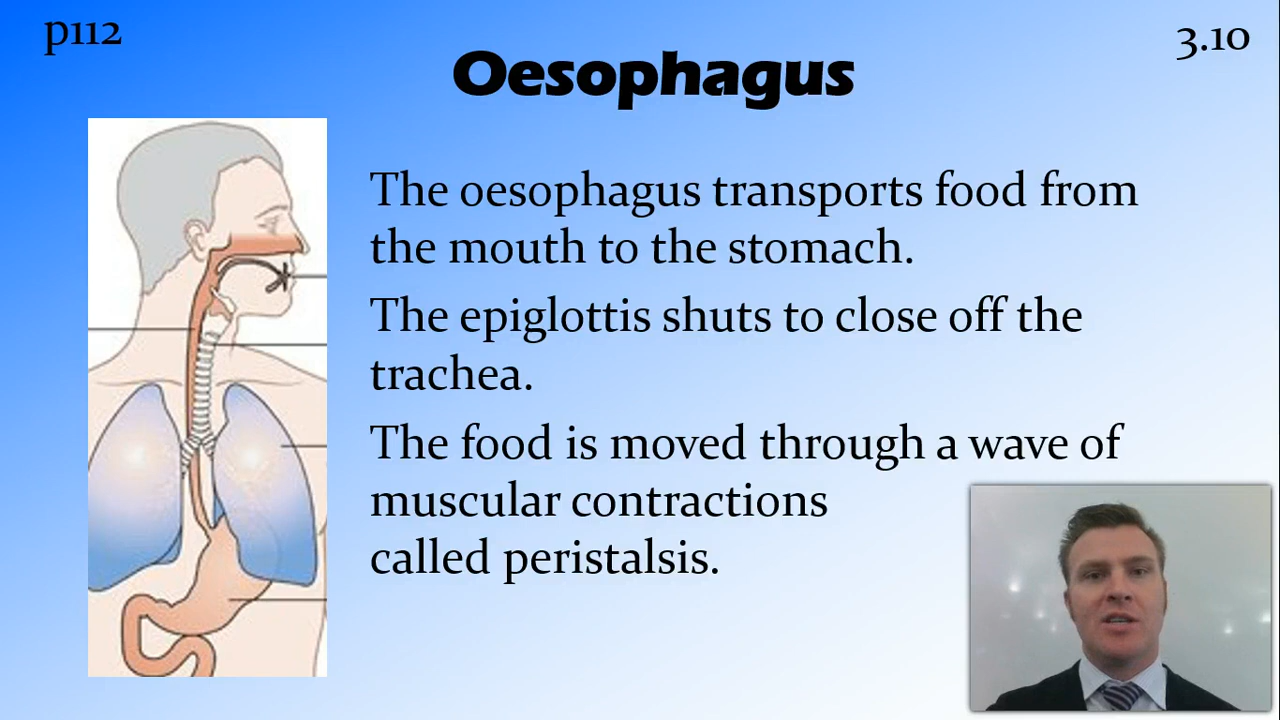 p112
3.10
Oesophagus
The oesophagus transports food from
the mouth to the stomach.
The epiglottis shuts to close off the
trachea.
The food is moved through a wave of
muscular contractions
called peristalsis.